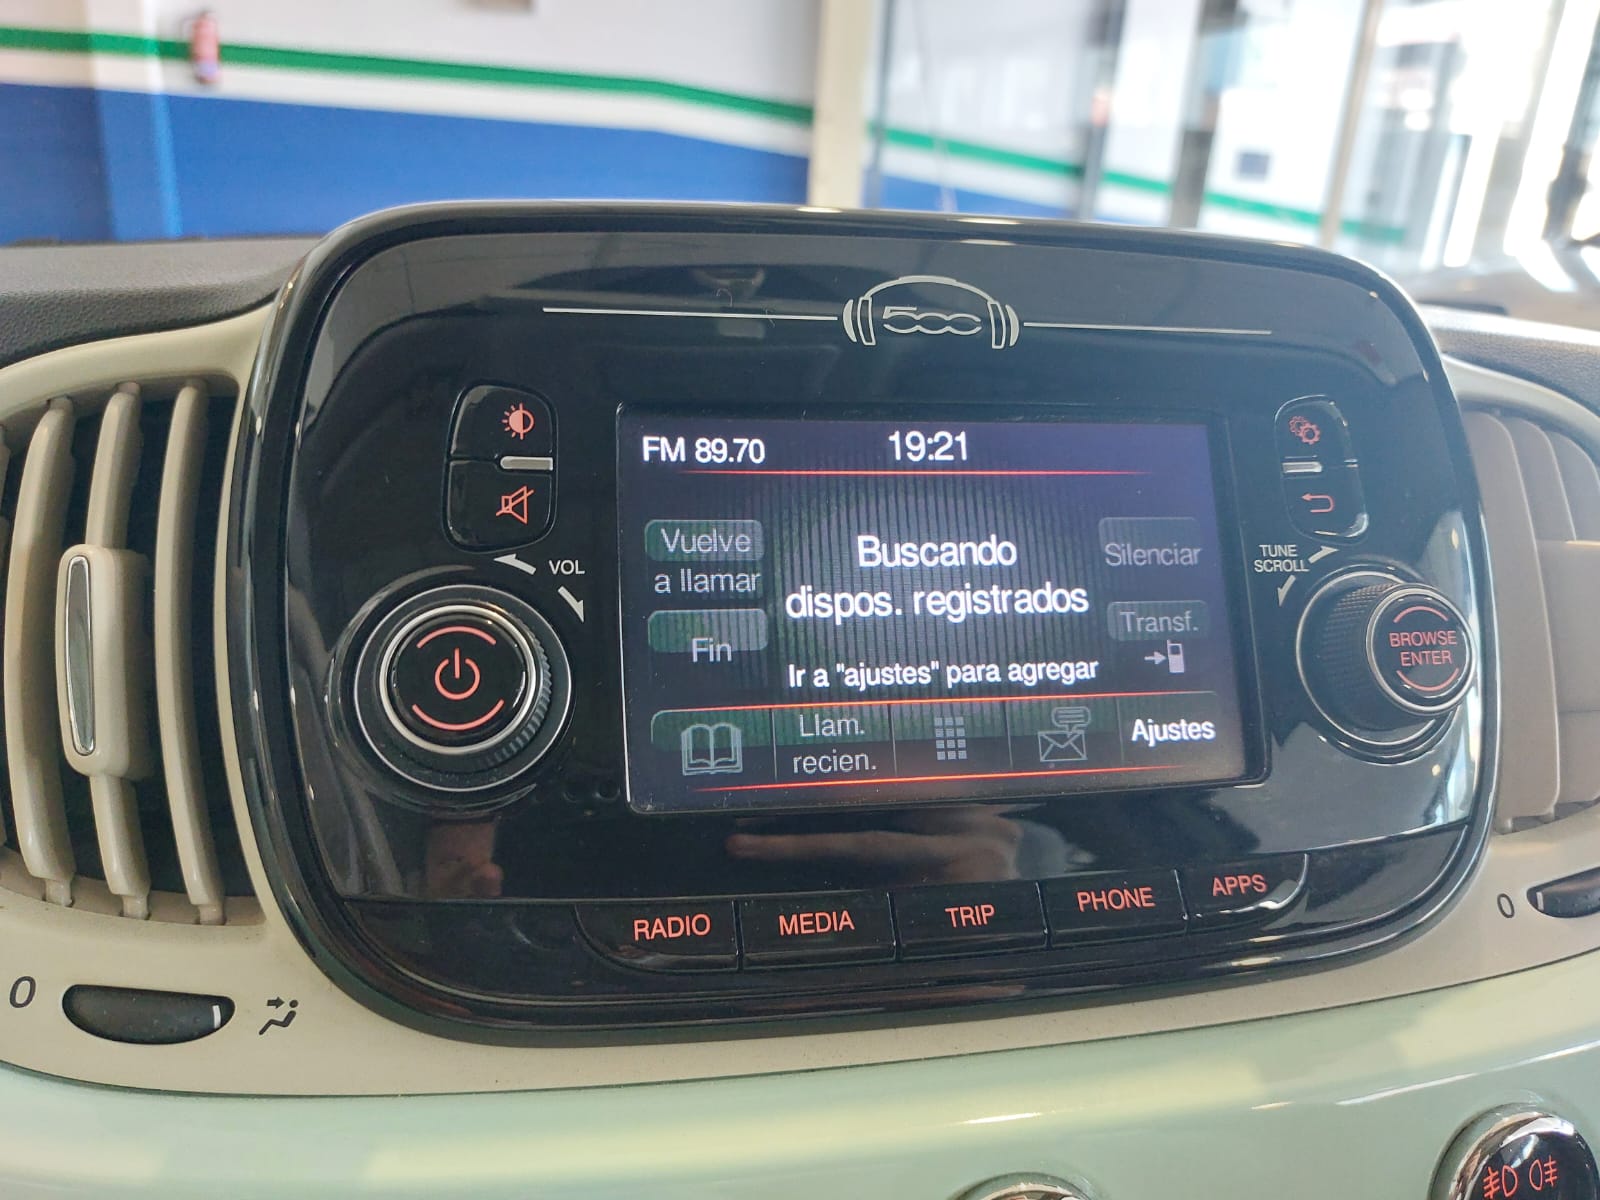 500
FM 89.70
19:21
Vuelve
a llamar
Buscando
dispos. registrados
Silenciar
Fin
Transf.
Ir a "ajustes" para agregar
Llam.
recien.
Ajustes
VOL
TUNE
SCROLL
BROWSE
ENTER
RADIO
MEDIA
TRIP
PHONE
APPS
0
0